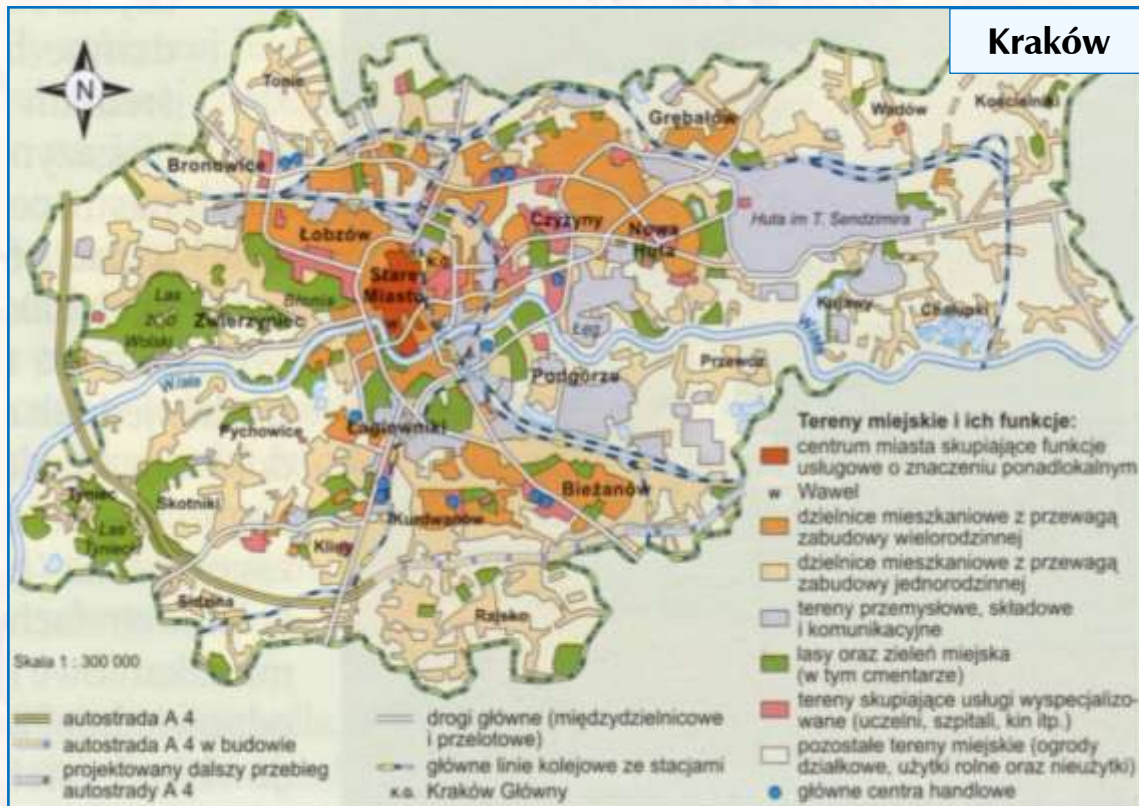 Kraków
N
Tonie
Bronowice
Grębałów
Wadów
Kościelniki
Łobzów
Czyżyny
Nowa
Huta
Huta im T. Sendzimira
K.G.
Stare
Miasto
Błonia
Las
Wolski
ZOO
Zwierzyniec
W
Łęg
Kujawy
Chałupki
Wisła
Wisła
Przewóz
Podgórze
Pychowice
Łagiewniki
Tyniec
Las
Tyniecki
Skotniki
Kurdwanów
Bieżanów
Kliny
Sidzina
Rajsko
Skala 1 : 300 000
Tereny miejskie i ich funkcje:
centrum miasta skupiające funkcje
usługowe o znaczeniu ponadlokalnym
w Wawel
dzielnice mieszkaniowe z przewagą
zabudowy wielorodzinnej
dzielnice mieszkaniowe z przewagą
zabudowy jednorodzinnej
tereny przemysłowe, składowe
i komunikacyjne
lasy oraz zieleń miejska
(w tym cmentarze)
tereny skupiające usługi wyspecjalizo-
wane (uczelni, szpitali, kin itp.)
pozostałe tereny miejskie (ogrody
działkowe, użytki rolne oraz nieużytki)
główne centra handlowe
autostrada A 4
autostrada A 4 w budowie
projektowany dalszy przebieg
autostrady A 4
drogi główne (międzydzielnicowe
i przelotowe)
główne linie kolejowe ze stacjami
K.G. Kraków Główny